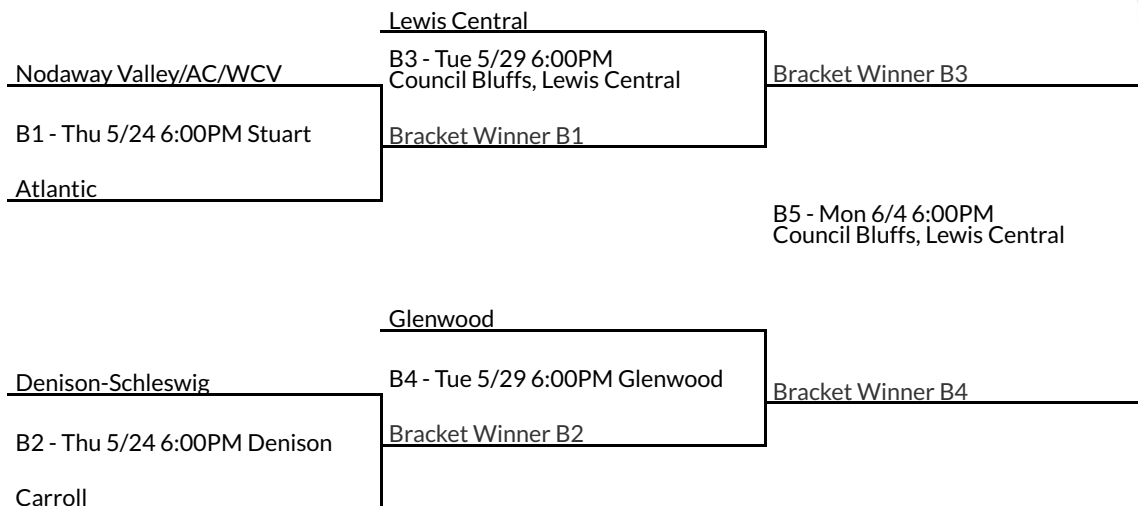 Lewis Central
B3 - Tue 5/29 6:00PM
Council Bluffs, Lewis Central
Nodaway Valley/AC/WCV
Bracket Winner B3
B1 - Thu 5/24 6:00PM Stuart
Bracket Winner B1
Atlantic
B5 - Mon 6/4 6:00PM
Council Bluffs, Lewis Central
Glenwood
Denison-Schleswig
B4 - Tue 5/29 6:00PM Glenwood
Bracket Winner B4
B2 - Thu 5/24 6:00PM Denison
Bracket Winner B2
Carroll